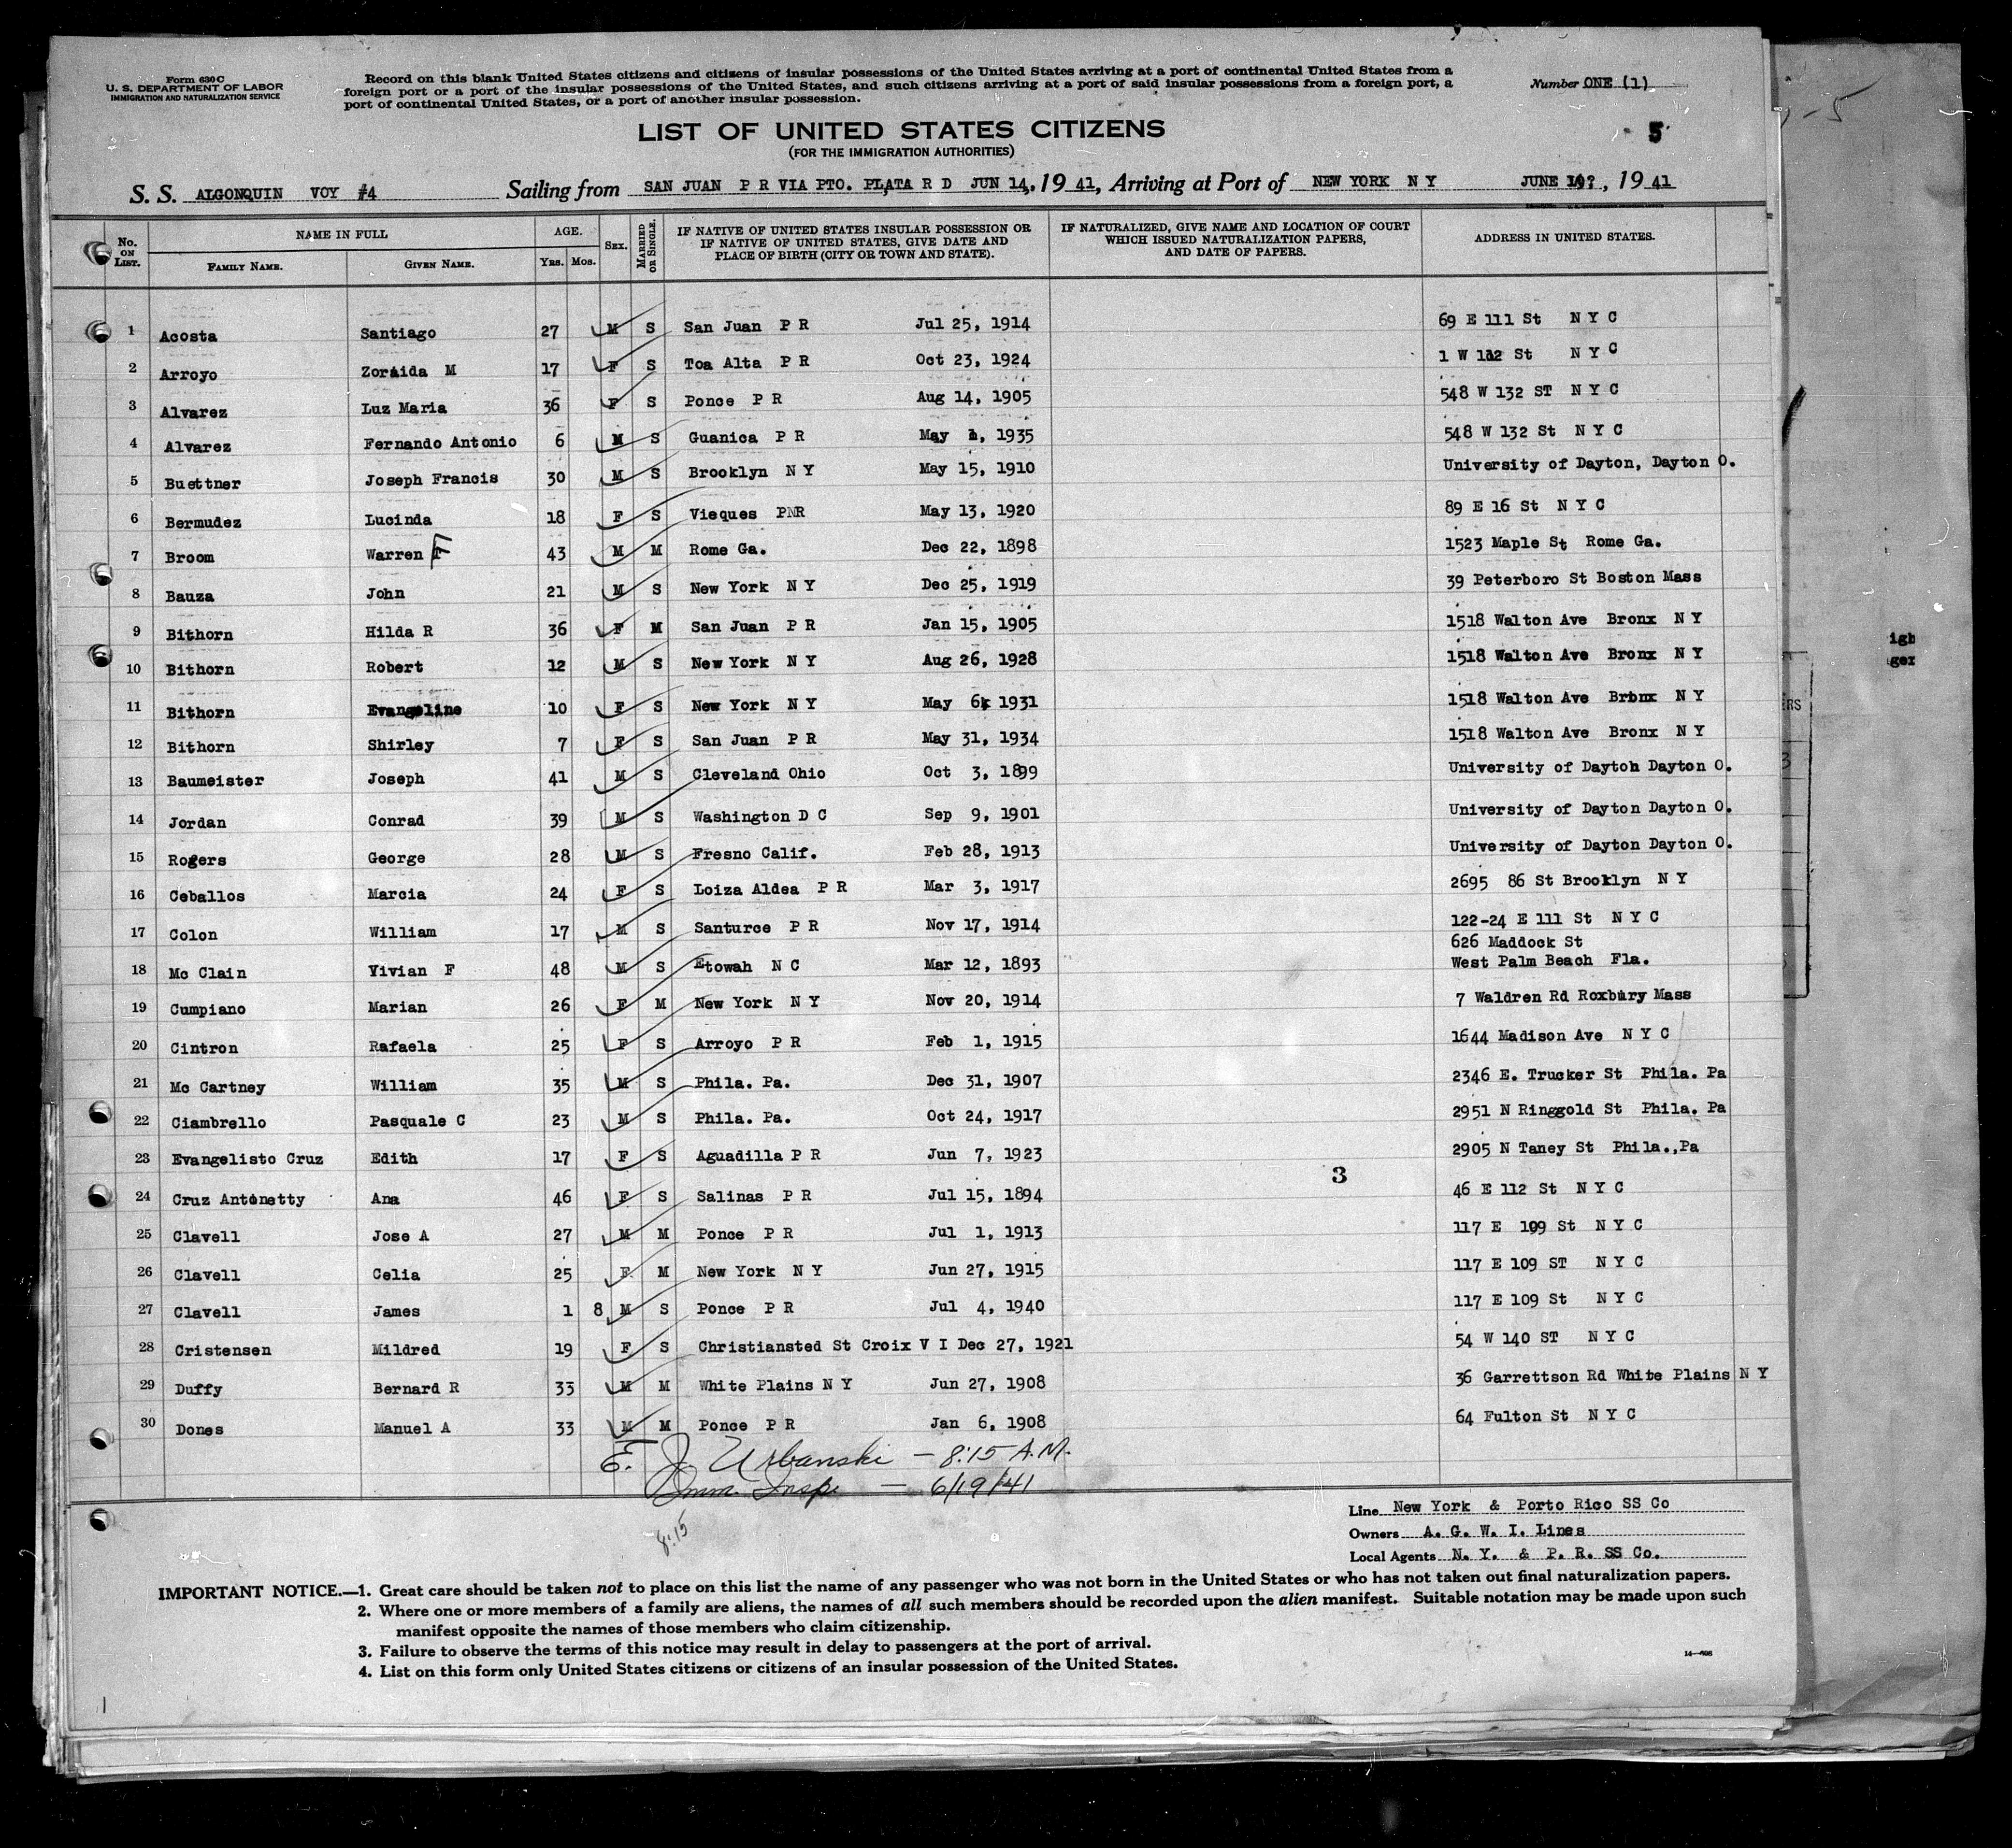 Form 630C
U. S. DEPARTMENT OF LABOR
IMMIGRATION AND NATURALIZATION SERVICE
Record on this blank United States citizens and citizens of insular possessions of the United States arriving at a port of continental United States from a
foreign port or a port of the insular possessions of the United States, and such citizens arriving at a port of said insular possessions from a foreign port, a
port of continental United States, or a port of another insular possession.
Number ONE (1)
LIST OF UNITED STATES CITIZENS
(FOR THE IMMIGRATION AUTHORITIES)
5
-5
S. S. ALGONQUIN VOY #4 Sailing from SAN JUAN P R VIA PTO. PLATA R D JUN 14, 1941, Arriving at Port of NEW YORK N Y JUNE, 1941
No. ON LIST. NAME IN FULL FAMILY NAME. GIVEN NAME. AGE. YRS. MOS. SEX. MARRIED OR SINGLE. IF NATIVE OF UNITED STATES INSULAR POSSESSION OR IF NATIVE OF UNITED STATES, GIVE DATE AND PLACE OF BIRTH (CITY OR TOWN AND STATE). IF NATURALIZED, GIVE NAME AND LOCATION OF COURT WHICH ISSUED NATURALIZATION PAPERS, AND DATE OF PAPERS. ADDRESS IN UNITED STATES.
1 Acosta Santiago 27 M S San Juan P R Jul 25, 1914 69 E 111 St N Y C
2 Arroyo Zoraida M 17 F S Toa Alta P R Oct 23, 1924 1 W 112 St N Y C
3 Alvarez Luz Maria 36 F S Ponce P R Aug 14, 1905 548 W 132 ST N Y C
4 Alvarez Fernando Antonio 6 M S Guanica P R May 1, 1935 548 W 132 St N Y C
5 Buettner Joseph Francis 30 M S Brooklyn N Y May 15, 1910 University of Dayton, Dayton O.
6 Bermudez Lucinda 18 F S Vieques P R May 13, 1920 89 E 16 St N Y C
7 Broom Warren F 43 M M Rome Ga. Dec 22, 1898 1523 Maple St Rome Ga.
8 Bauza John 21 M S New York N Y Dec 25, 1919 39 Peterboro St Boston Mass
9 Bithorn Hilda R 36 F M San Juan P R Jan 15, 1905 1518 Walton Ave Bronx N Y
10 Bithorn Robert 12 M S New York N Y Aug 26, 1928 1518 Walton Ave Bronx N Y
11 Bithorn Evangeline 10 F S New York N Y May 6, 1931 1518 Walton Ave Bronx N Y
12 Bithorn Shirley 7 F S San Juan P R May 31, 1934 1518 Walton Ave Bronx N Y
13 Baumeister Joseph 41 M S Cleveland Ohio Oct 3, 1899 University of Dayton Dayton O.
14 Jordan Conrad 39 M S Washington D C Sep 9, 1901 University of Dayton Dayton O.
15 Rogers George 28 M S Fresno Calif. Feb 28, 1913 University of Dayton Dayton O.
16 Ceballos Marcia 24 F S Loiza Aldea P R Mar 3, 1917 2695 86 St Brooklyn N Y
17 Colon William 17 M S Santurce P R Nov 17, 1914 122-24 E 111 St N Y C
626 Maddock St
18 Mc Clain Vivian F 48 M S Etowah N C Mar 12, 1893 West Palm Beach Fla.
19 Cumpiano Marian 26 F M New York N Y Nov 20, 1914 7 Waldren Rd Roxbury Mass
20 Cintron Rafaela 25 F S Arroyo P R Feb 1, 1915 1644 Madison Ave N Y C
21 Mc Cartney William 35 M S Phila. Pa. Dec 31, 1907 2346 E. Trucker St Phila. Pa
22 Ciambrello Pasquale C 23 M S Phila. Pa. Oct 24, 1917 2951 N Ringgold St Phila. Pa
23 Evangelisto Cruz Edith 17 F S Aguadilla P R Jun 7, 1923 2905 N Taney St Phila.,Pa
3
24 Cruz Antonetty Ana 46 F S Salinas P R Jul 15, 1894 46 E 112 St N Y C
25 Clavell Jose A 27 M M Ponce P R Jul 1, 1913 117 E 109 St N Y C
26 Clavell Celia 25 F M New York N Y Jun 27, 1915 117 E 109 ST N Y C
27 Clavell James 1 8 M S Ponce P R Jul 4, 1940 117 E 109 St N Y C
28 Cristensen Mildred 19 F S Christiansted St Croix V I Dec 27, 1921 54 W 140 ST N Y C
29 Duffy Bernard R 33 M M White Plains N Y Jun 27, 1908 36 Garrettson Rd White Plains N Y
30 Dones Manuel A 33 M M Ponce P R Jan 6, 1908 64 Fulton St N Y C
E. J. Urbanski - 8:15 A.M.
Imm. Insp. - 6/19/41
8:15
Line New York & Porto Rico SS Co
Owners A. G. W. I. Lines
Local Agents N. Y. & P. R. SS Co.
IMPORTANT NOTICE.—1. Great care should be taken not to place on this list the name of any passenger who was not born in the United States or who has not taken out final naturalization papers.
2. Where one or more members of a family are aliens, the names of all such members should be recorded upon the alien manifest. Suitable notation may be made upon such
manifest opposite the names of those members who claim citizenship.
3. Failure to observe the terms of this notice may result in delay to passengers at the port of arrival.
4. List on this form only United States citizens or citizens of an insular possession of the United States.